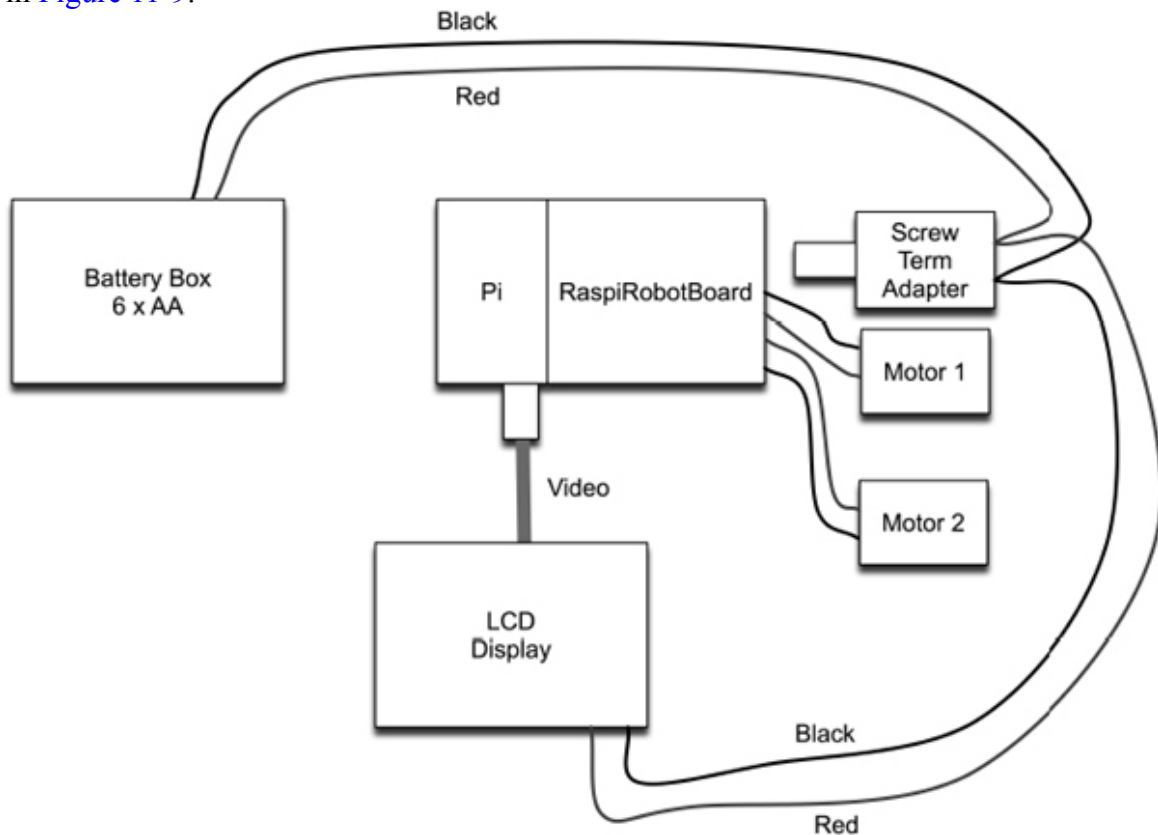 in Figure 11-9.
Black
Red
Battery Box
6 x AA
Pi
RaspiRobotBoard
Screw
Term
Adapter
Motor 1
Video
Motor 2
LCD
Display
Black
Red